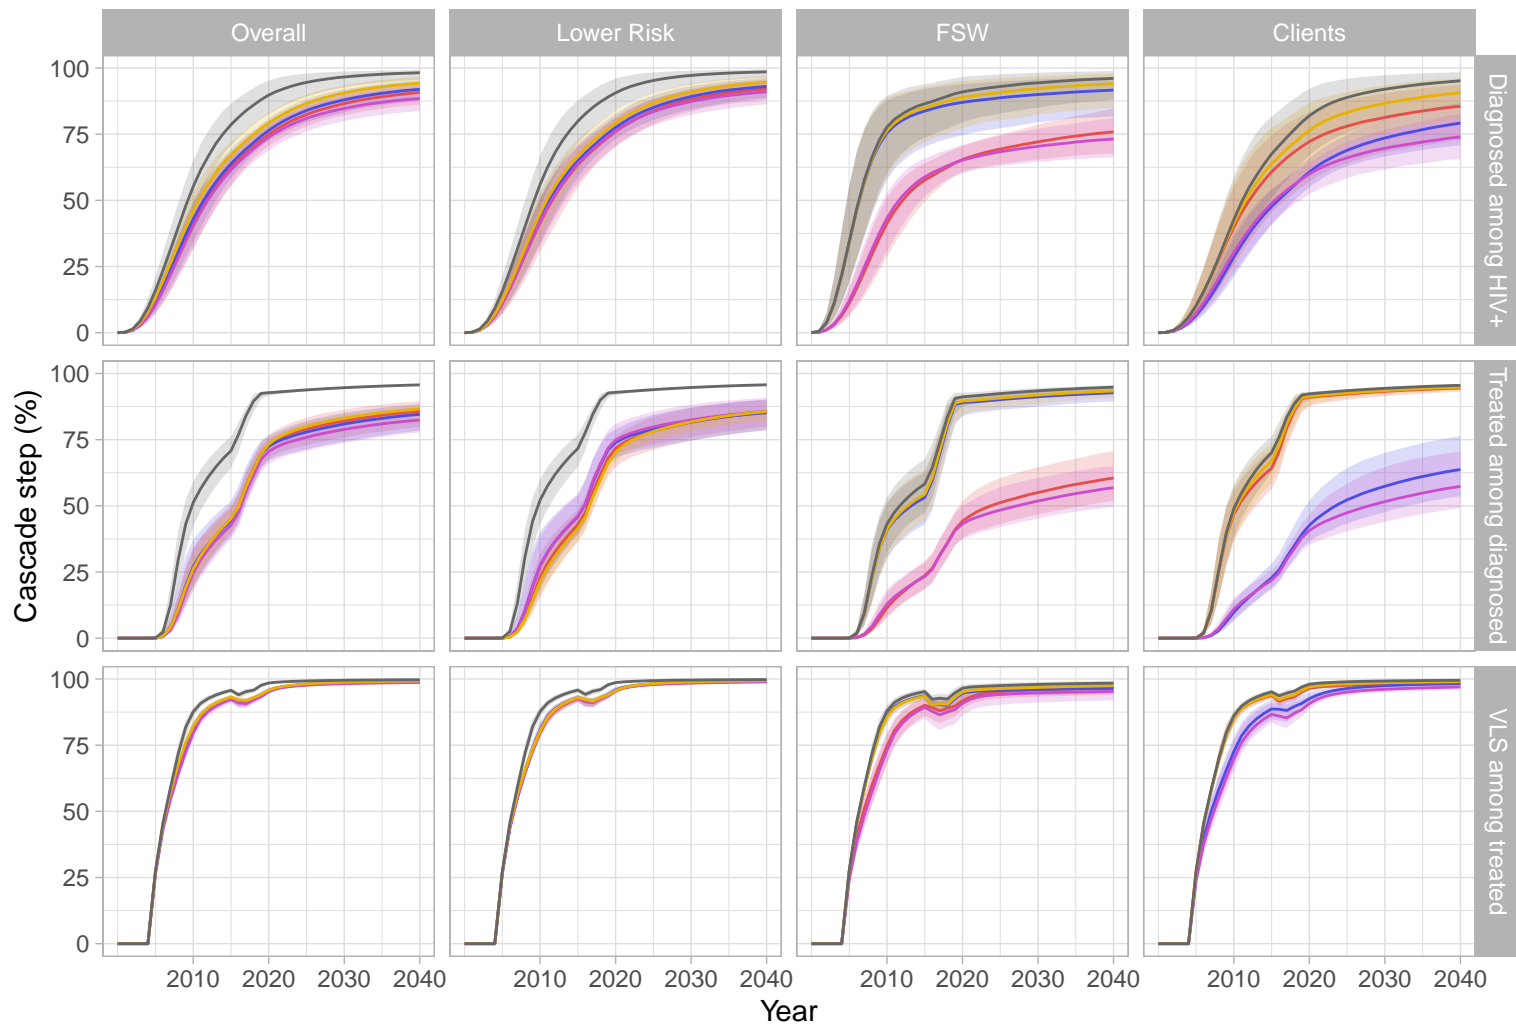 Overall
Lower Risk
FSW
Clients
Cascade step (%)
100
75
50
25
0
Diagnosed among HIV+
100
75
50
25
0
Treated among diagnosed
100
75
50
25
0
VLS among treated
2010 2020 2030 2040
2010 2020 2030 2040
2010 2020 2030 2040
2010 2020 2030 2040
Year